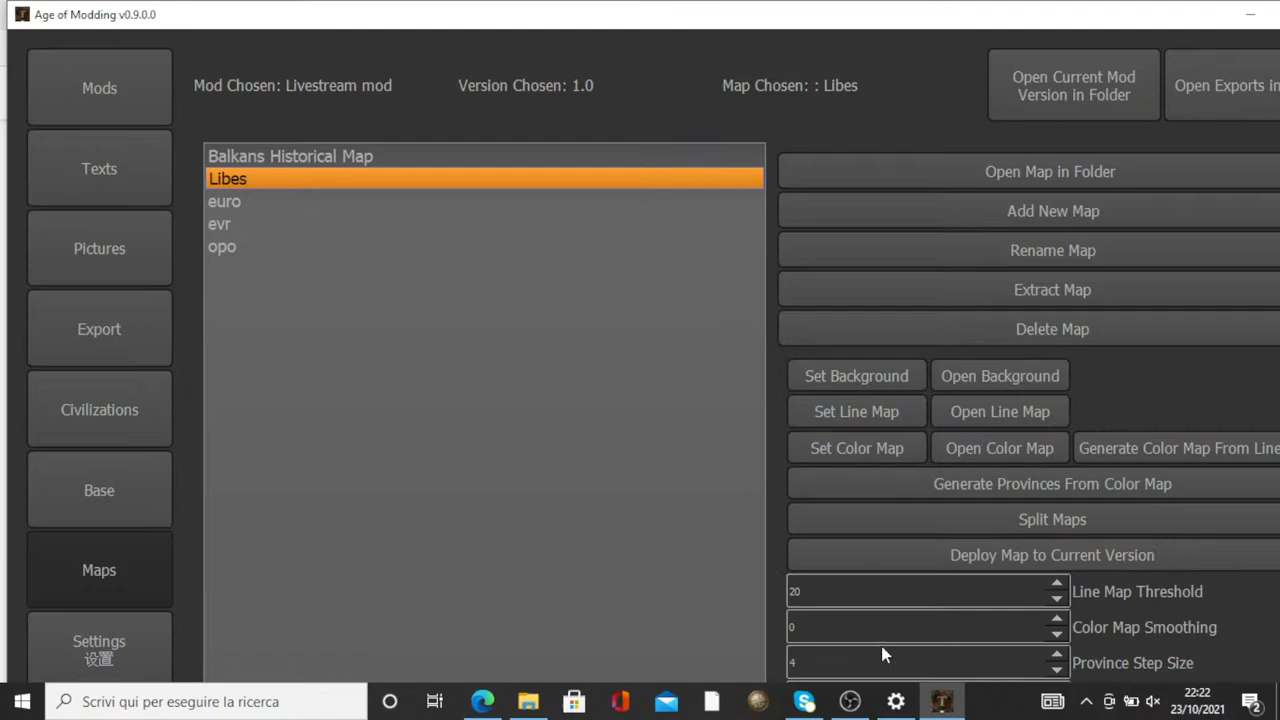 Age of Modding v0.9.0.0
Mods
Texts
Pictures
Export
Civilizations
Base
Maps
Settings
设置
Mod Chosen: Livestream mod
Version Chosen: 1.0
Map Chosen: : Libes
Open Current Mod
Version in Folder
Open Exports in
Balkans Historical Map
Libes
euro
evr
opo
Open Map in Folder
Add New Map
Rename Map
Extract Map
Delete Map
Set Background
Open Background
Set Line Map
Open Line Map
Set Color Map
Open Color Map
Generate Color Map From Line
Generate Provinces From Color Map
Split Maps
Deploy Map to Current Version
20
Line Map Threshold
0
Color Map Smoothing
4
Province Step Size
Scrivi qui per eseguire la ricerca
22:22
23/10/2021
2